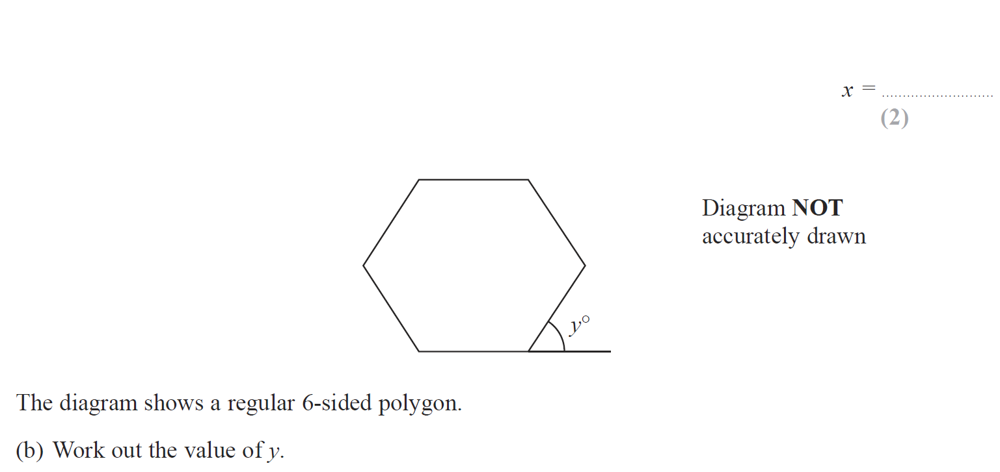 x = ..........................
(2)
Diagram NOT
accurately drawn
y°
The diagram shows a regular 6-sided polygon.
(b) Work out the value of y.